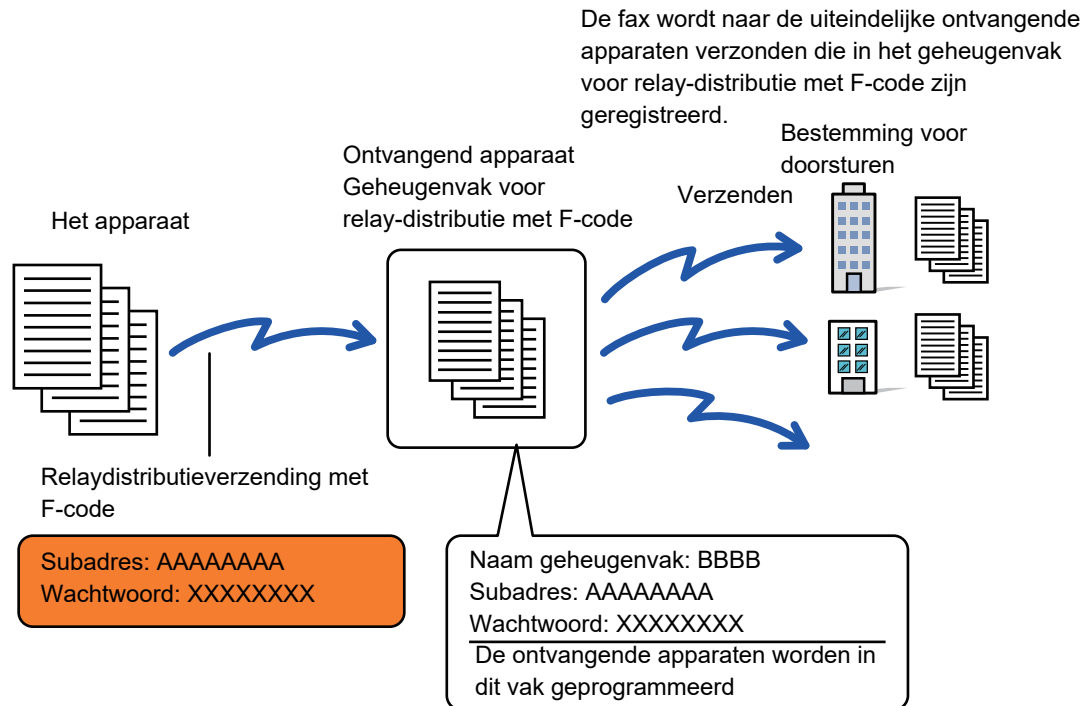 De fax wordt naar de uiteindelijke ontvangende
apparaten verzonden die in het geheugenvak
voor relay-distributie met F-code zijn
geregistreerd.
Bestemming voor
doorsturen
Ontvangend apparaat
Geheugenvak voor
relay-distributie met F-code
Verzenden
Het apparaat
Relaydistributieverzending met
F-code
Subadres: AAAAAAAA
Wachtwoord: XXXXXXXX
Naam geheugenvak: BBBB
Subadres: AAAAAAAA
Wachtwoord: XXXXXXXX
De ontvangende apparaten worden in
dit vak geprogrammeerd